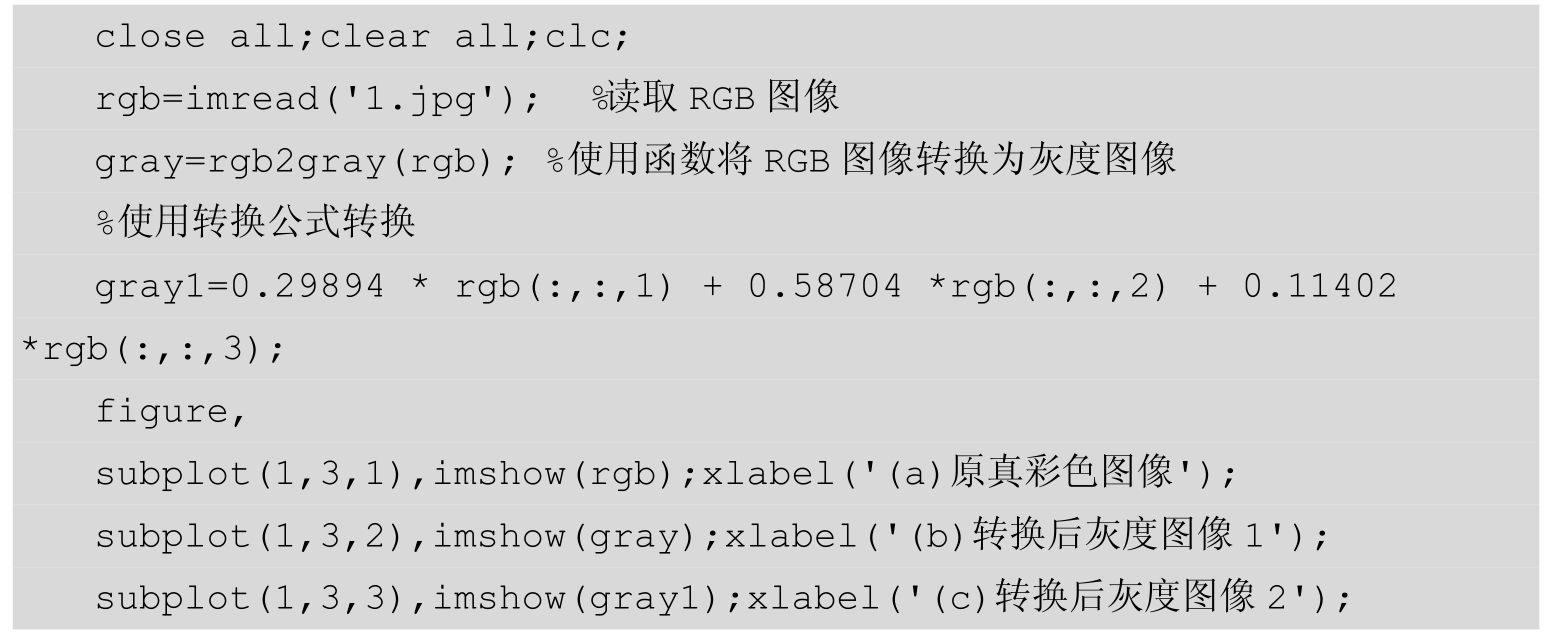 close all;clear all;clc;
rgb=imread('1.jpg');  %读取 RGB 图像
gray=rgb2gray(rgb); %使用函数将 RGB 图像转换为灰度图像
%使用转换公式转换
gray1=0.29894 * rgb(:,:,1) + 0.58704 *rgb(:,:,2) + 0.11402
*rgb(:,:,3);
figure,
subplot(1,3,1),imshow(rgb);xlabel('(a)原真彩色图像');
subplot(1,3,2),imshow(gray);xlabel('(b)转换后灰度图像 1');
subplot(1,3,3),imshow(gray1);xlabel('(c)转换后灰度图像 2');